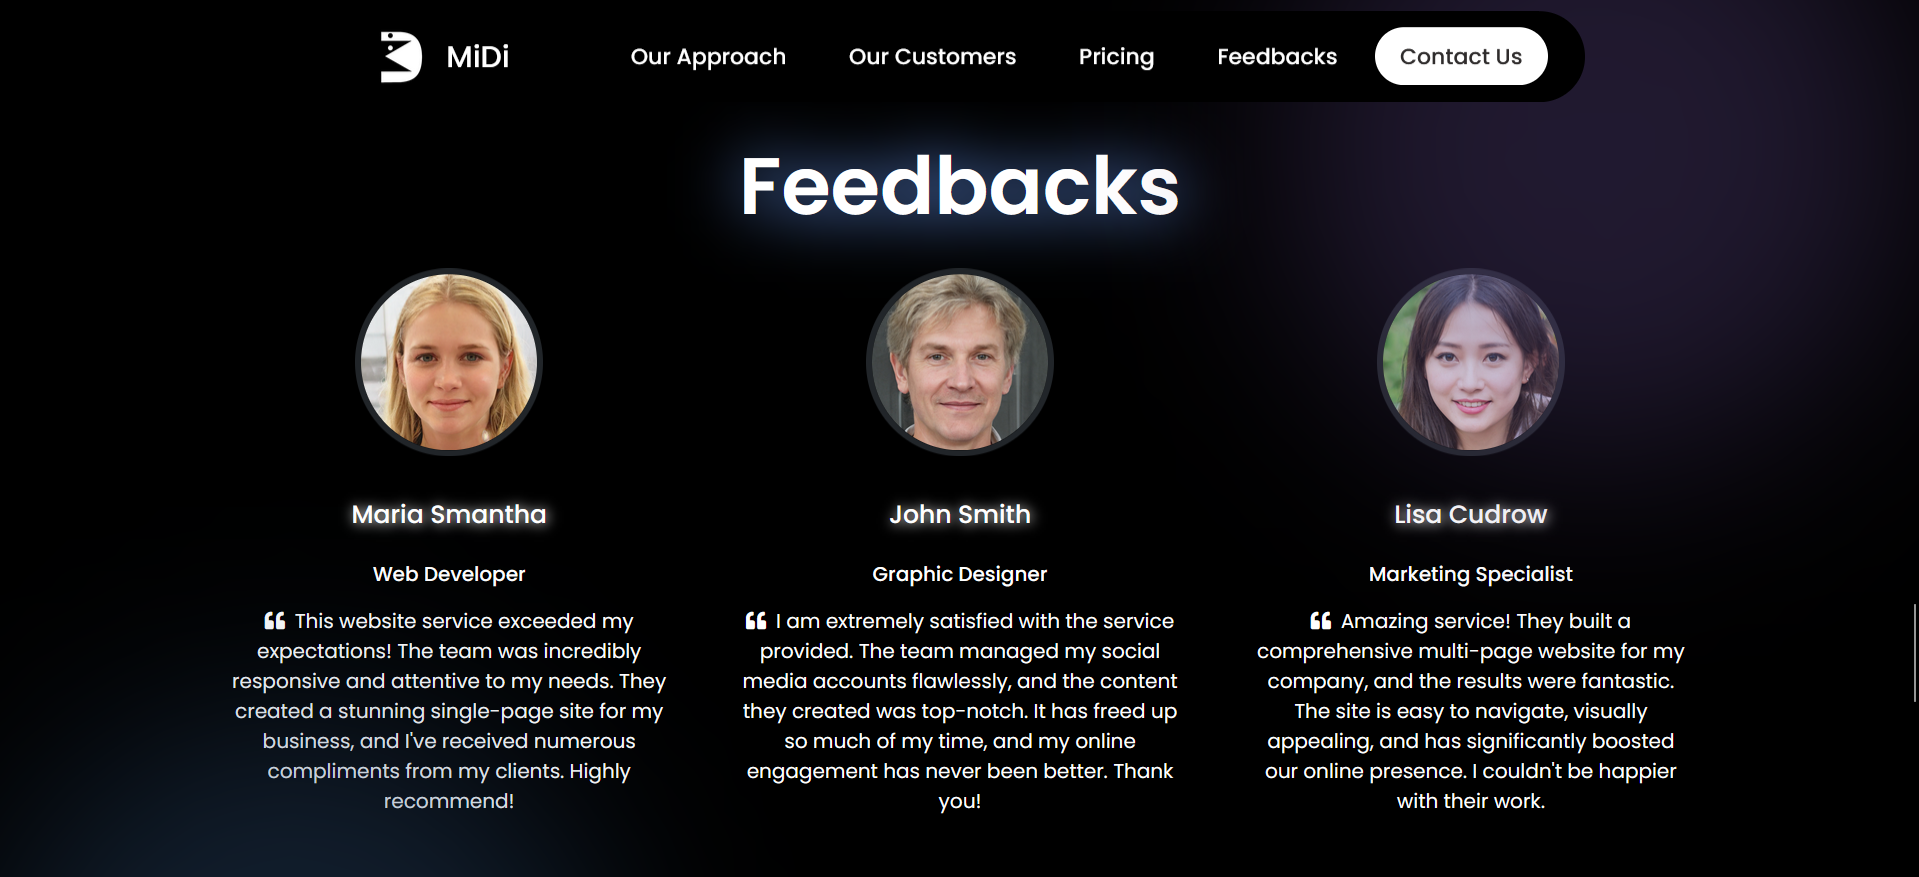 MiDi
Our Approach
Our Customers
Pricing
Feedbacks
Contact Us
Feedbacks
Maria Smantha
Web Developer
❝ This website service exceeded my
expectations! The team was incredibly
responsive and attentive to my needs. They
created a stunning single-page site for my
business, and I've received numerous
compliments from my clients. Highly
recommend!
John Smith
Graphic Designer
❝ I am extremely satisfied with the service
provided. The team managed my social
media accounts flawlessly, and the content
they created was top-notch. It has freed up
so much of my time, and my online
engagement has never been better. Thank
you!
Lisa Cudrow
Marketing Specialist
❝ Amazing service! They built a
comprehensive multi-page website for my
company, and the results were fantastic.
The site is easy to navigate, visually
appealing, and has significantly boosted
our online presence. I couldn't be happier
with their work.